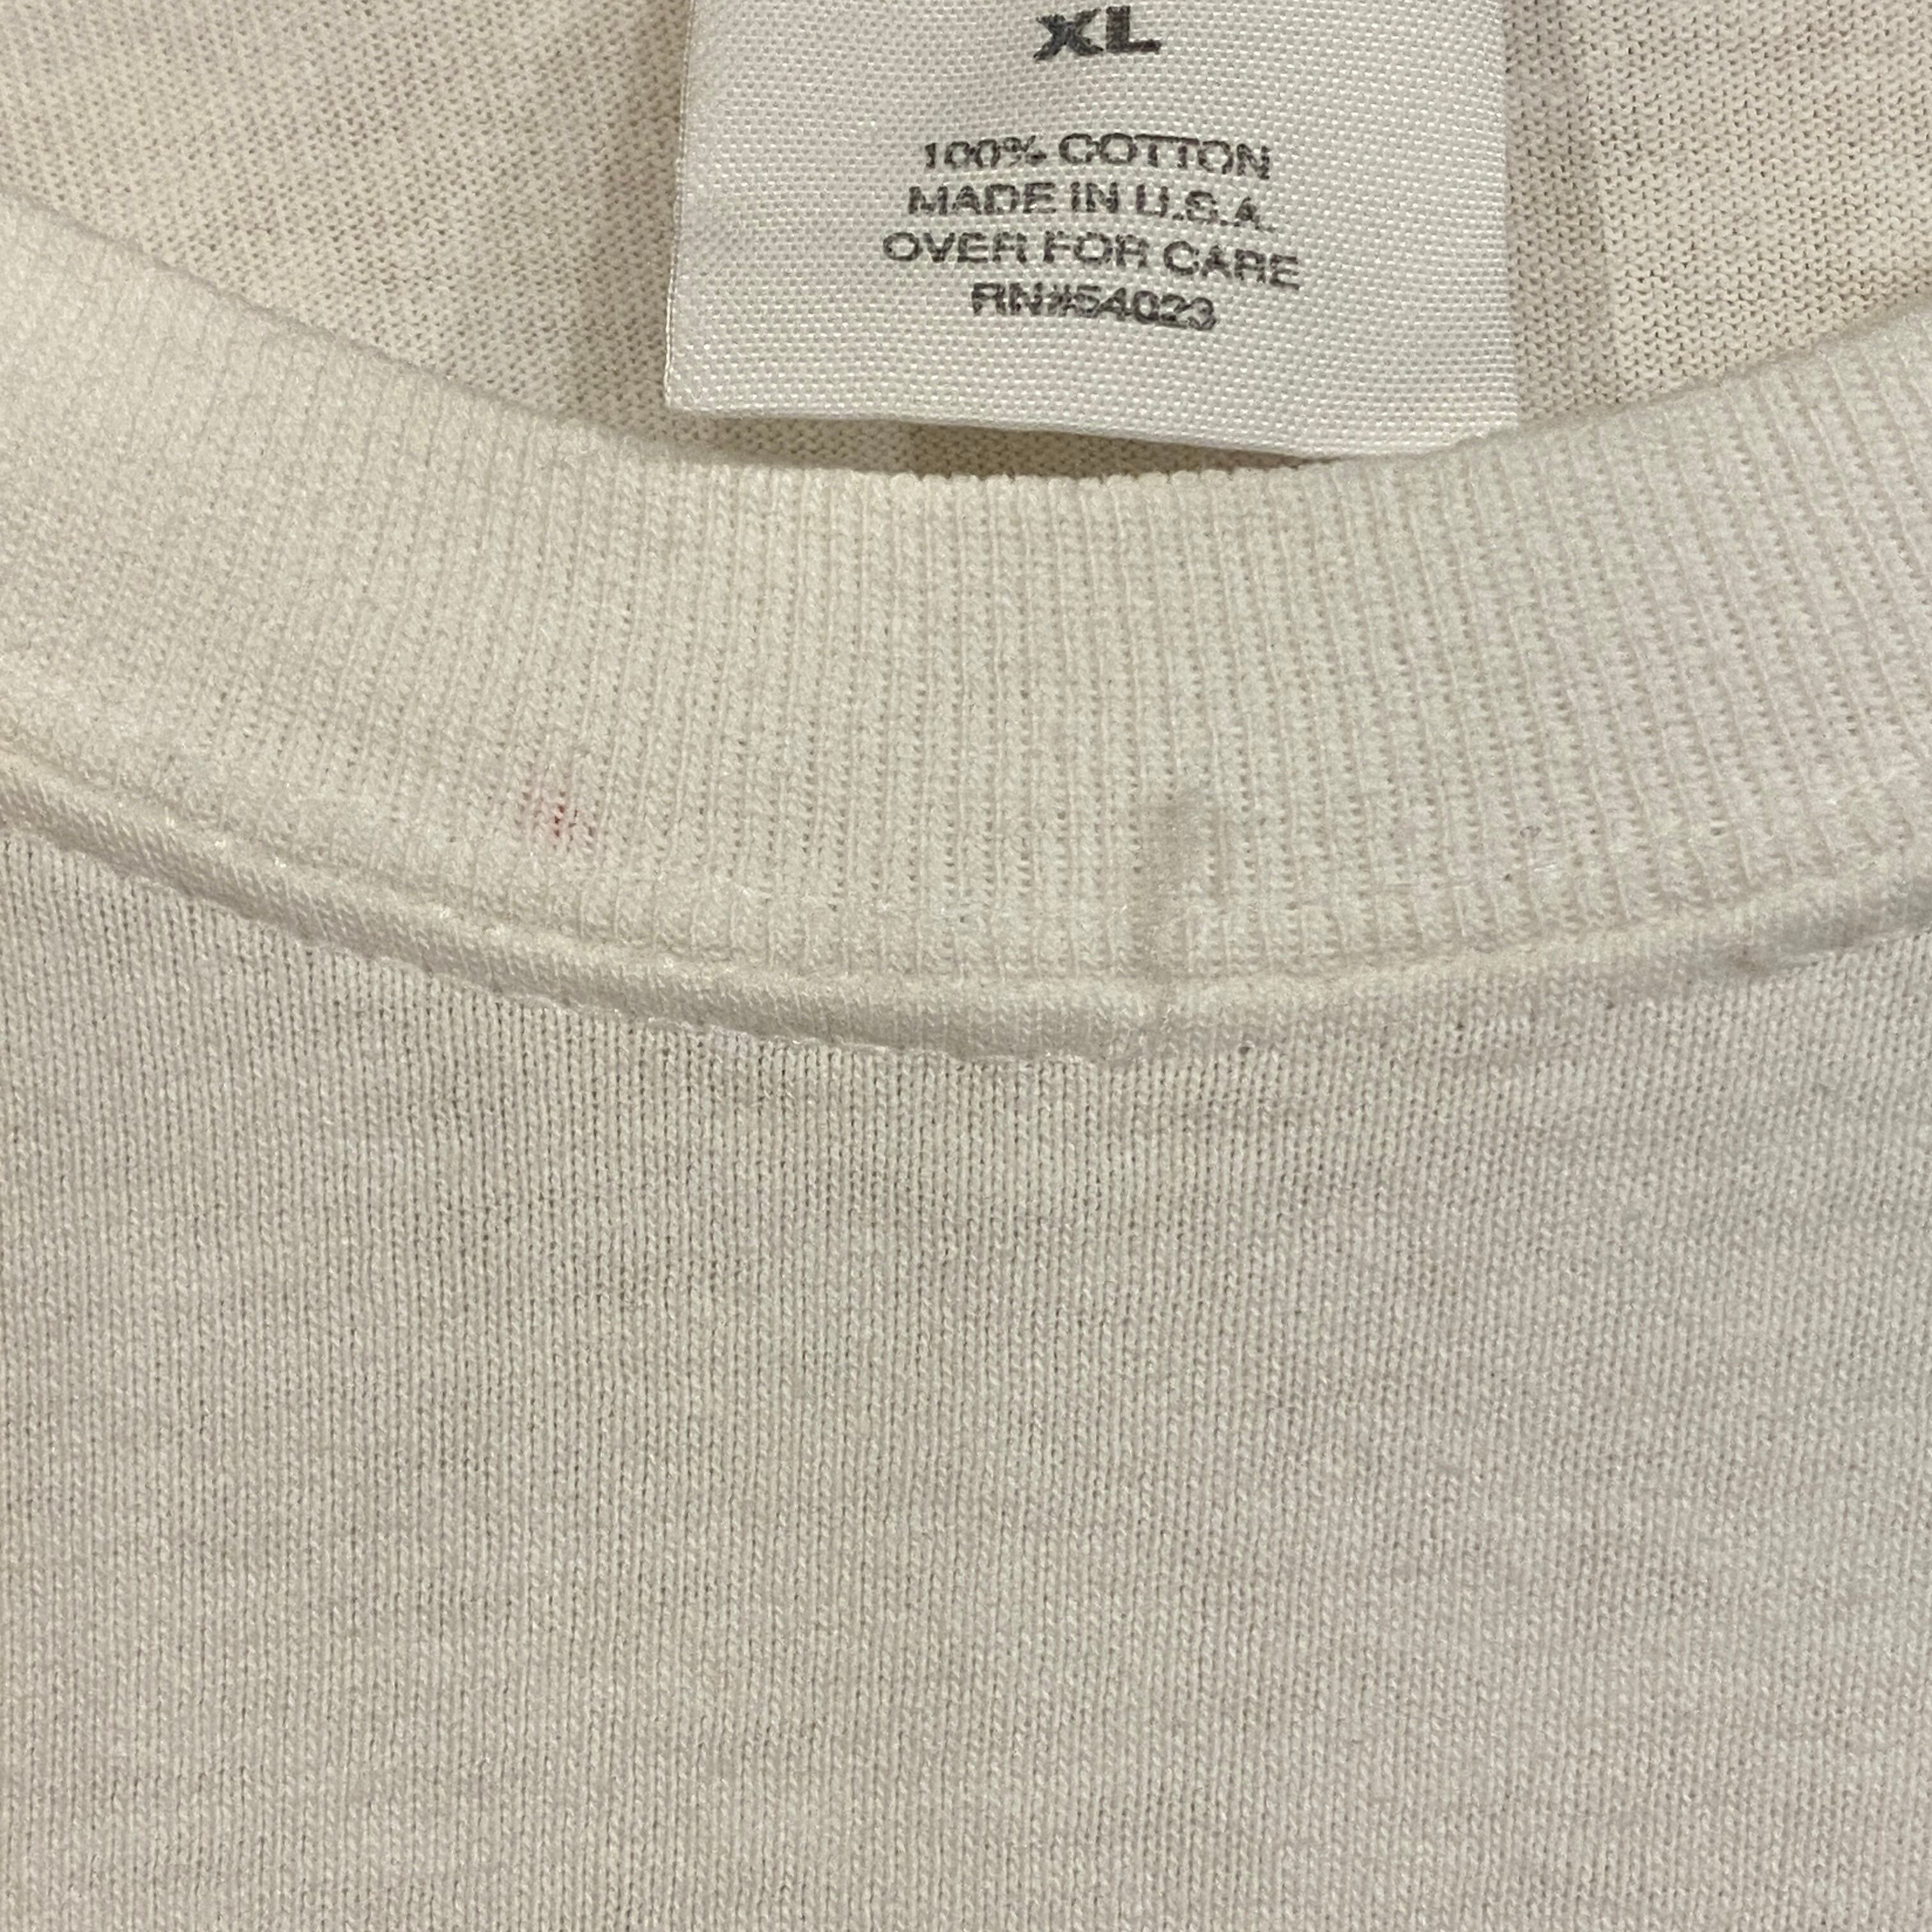 XL
100% COTTON
MADE IN U.S.A.
OVER FOR CARE
RN#54023